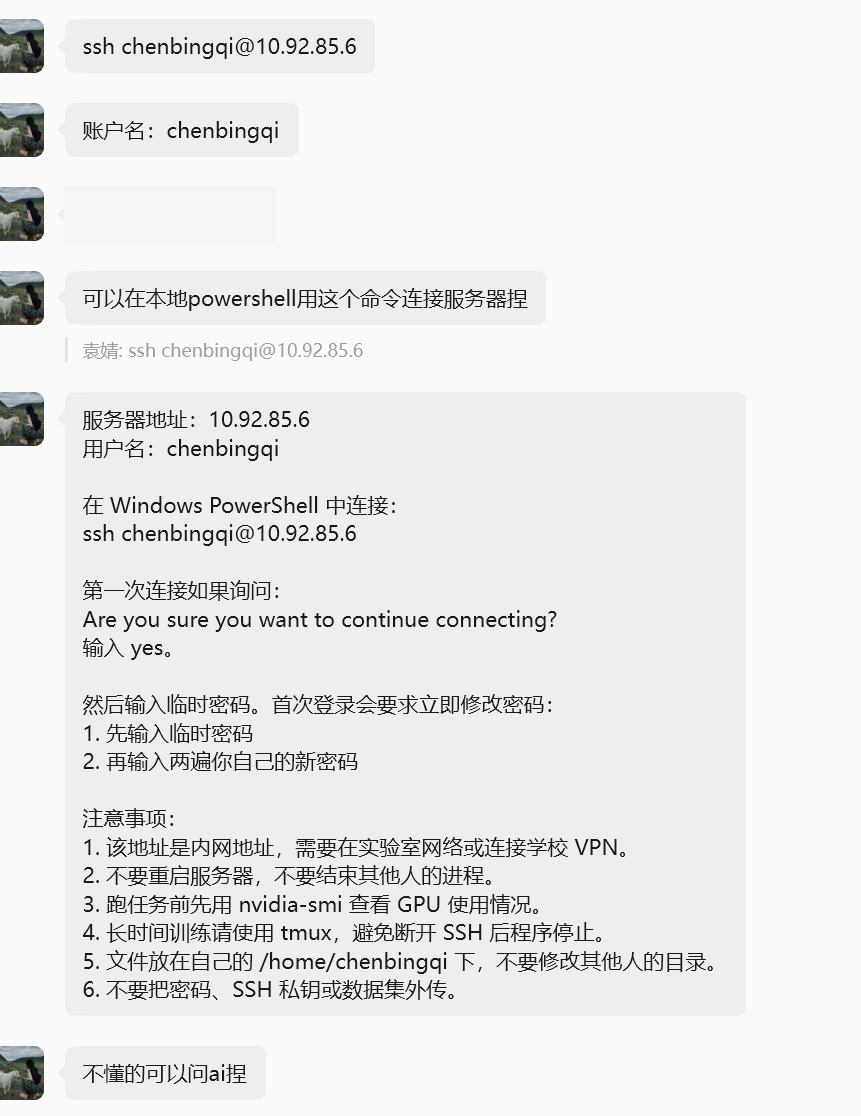 ssh chenbingqi@10.92.85.6
账户名：chenbingqi
可以在本地powershell用这个命令连接服务器捏
袁婧: ssh chenbingqi@10.92.85.6
服务器地址：10.92.85.6
用户名：chenbingqi
在 Windows PowerShell 中连接：
ssh chenbingqi@10.92.85.6
第一次连接如果询问：
Are you sure you want to continue connecting?
输入 yes。
然后输入临时密码。首次登录会要求立即修改密码：
1. 先输入临时密码
2. 再输入两遍你自己的新密码
注意事项：
1. 该地址是内网地址，需要在实验室网络或连接学校 VPN。
2. 不要重启服务器，不要结束其他人的进程。
3. 跑任务前先用 nvidia-smi 查看 GPU 使用情况。
4. 长时间训练请使用 tmux，避免断开 SSH 后程序停止。
5. 文件放在自己的 /home/chenbingqi 下，不要修改其他人的目录。
6. 不要把密码、SSH 私钥或数据集外传。
不懂的可以问ai捏